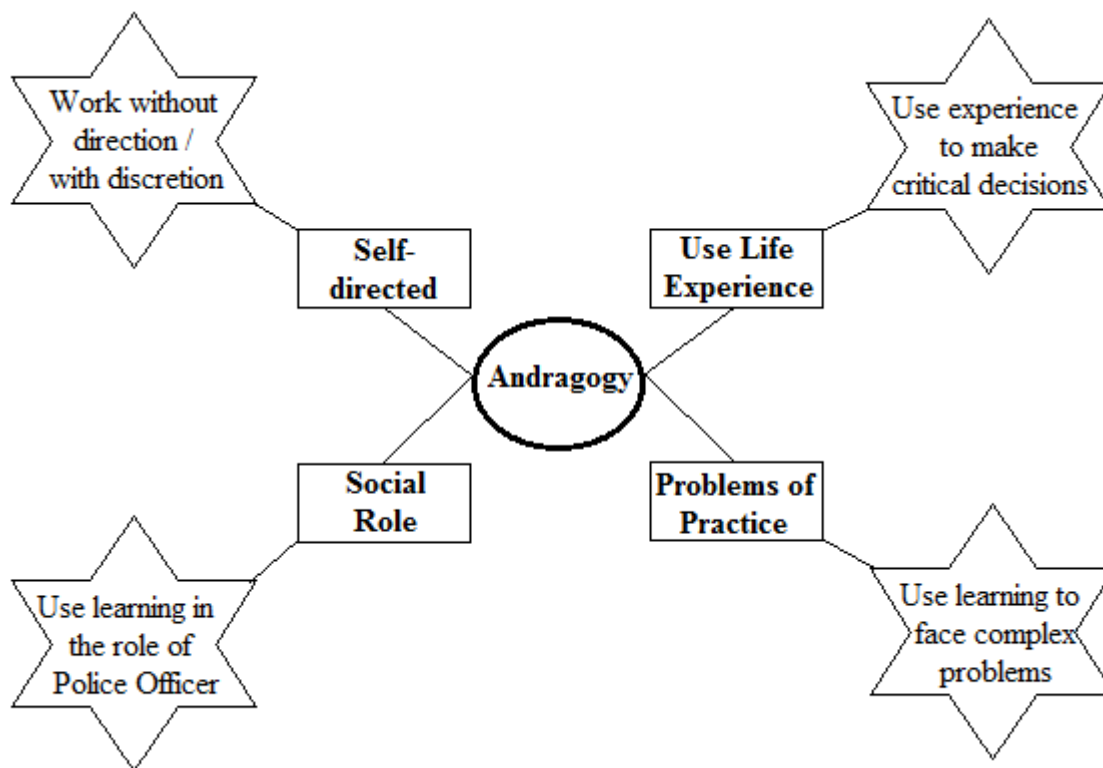 Work without
direction /
with discretion
Use experience
to make
critical decisions
Self-
directed
Use Life
Experience
Andragogy
Social
Role
Problems of
Practice
Use learning in
the role of
Police Officer
Use learning to
face complex
problems